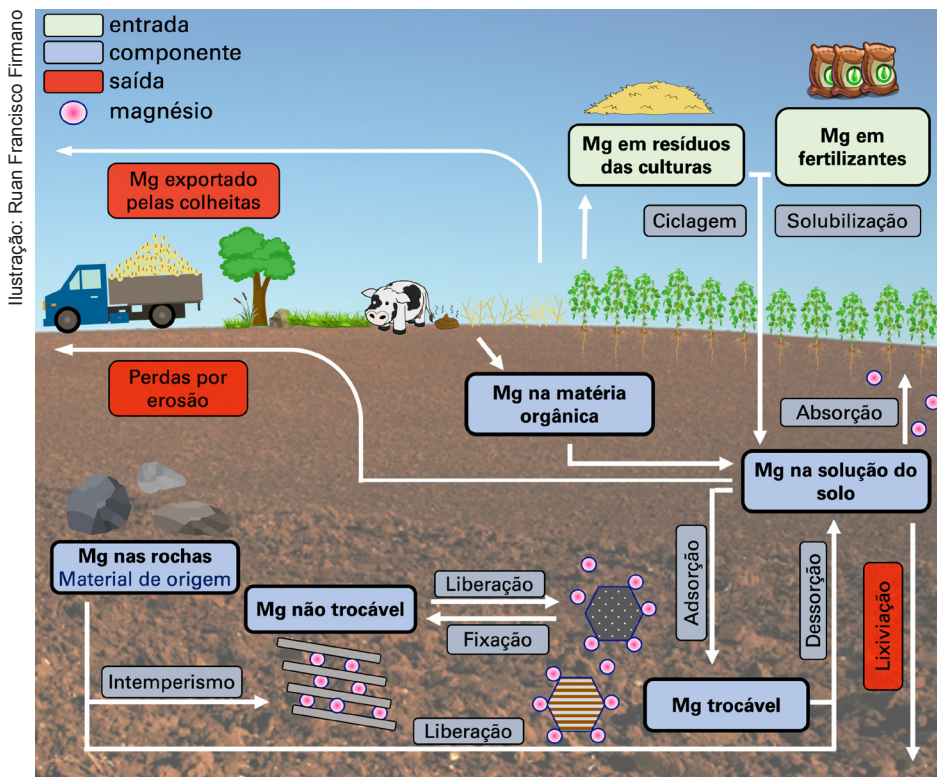 Ilustração: Ruan Francisco Firmano
entrada
componente
saída
magnésio
Mg em resíduos
das culturas
Mg em
fertilizantes
Mg exportado
pelas colheitas
Ciclagem
Solubilização
Perdas por
erosão
Mg na matéria
orgânica
Absorção
Mg na solução do
solo
Mg nas rochas
Material de origem
Mg não trocável
Liberação
Fixação
Adsorção
Dessorção
Lixiviação
Intemperismo
Mg trocável
Liberação